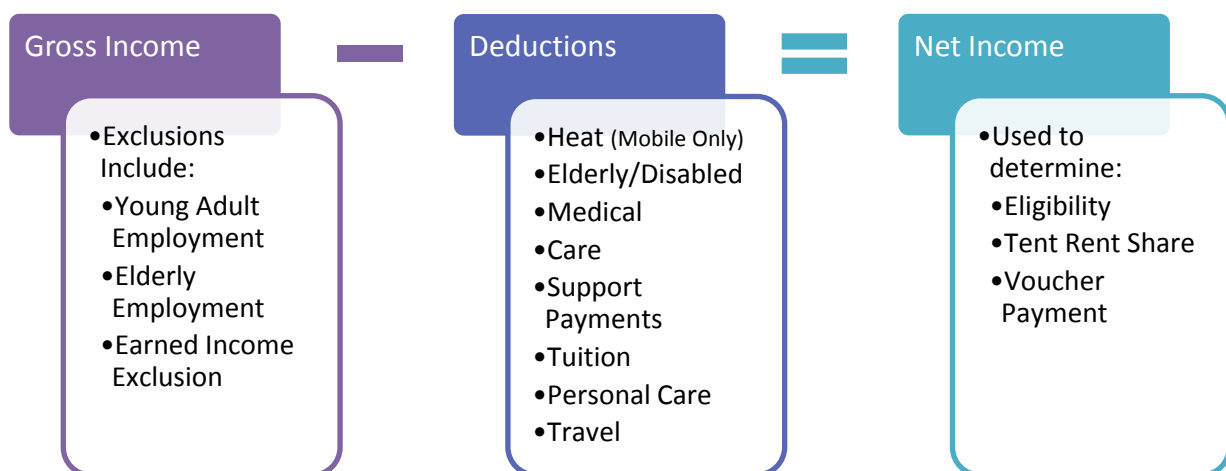 Gross Income
•Exclusions
Include:
•Young Adult
Employment
•Elderly
Employment
•Earned Income
Exclusion
Deductions
•Heat (Mobile Only)
•Elderly/Disabled
•Medical
•Care
•Support
Payments
•Tuition
•Personal Care
•Travel
Net Income
•Used to
determine:
•Eligibility
•Tent Rent Share
•Voucher
Payment